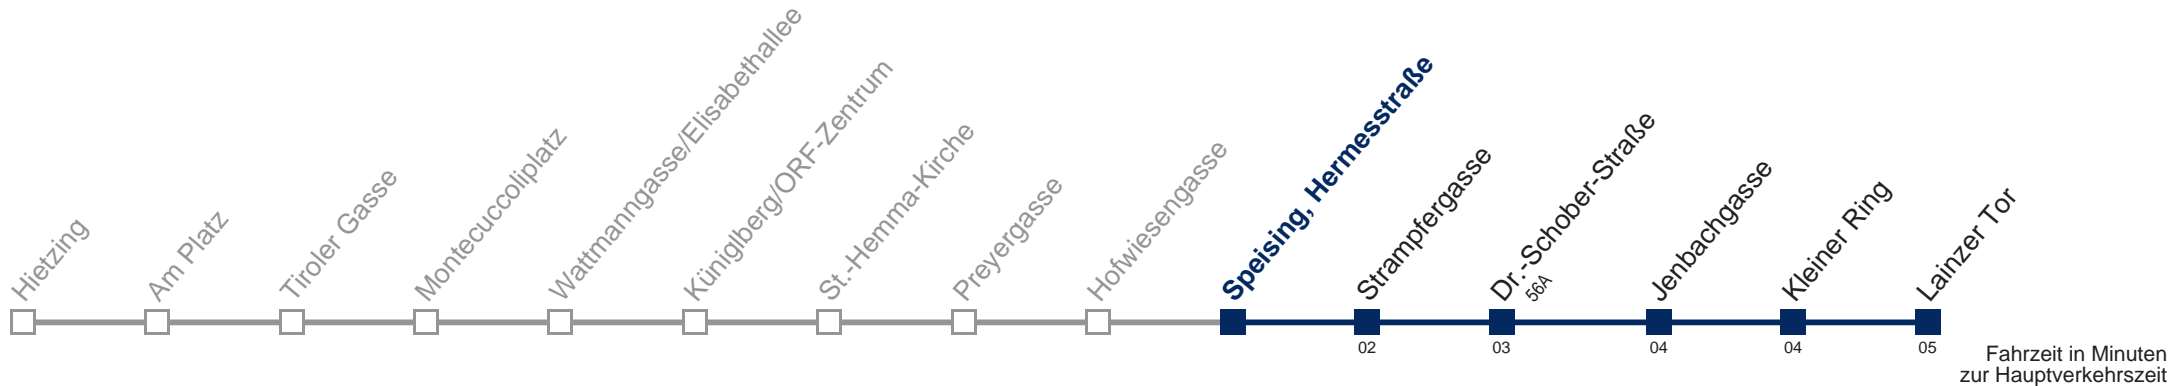 Hietzing
Am Platz
Tiroler Gasse
Montecuccoliplatz
Wattmanngasse/Elisabethallee
Küniglberg/ORF-Zentrum
St.-Hemma-Kirche
Preyergasse
Hofwiesengasse
Speising, Hermesstraße
Strampfergasse
Dr.-Schober-Straße
56A
Jenbachgasse
Kleiner Ring
Lainzer Tor
02
03
04
04
05
Fahrzeit in Minuten
zur Hauptverkehrszeit